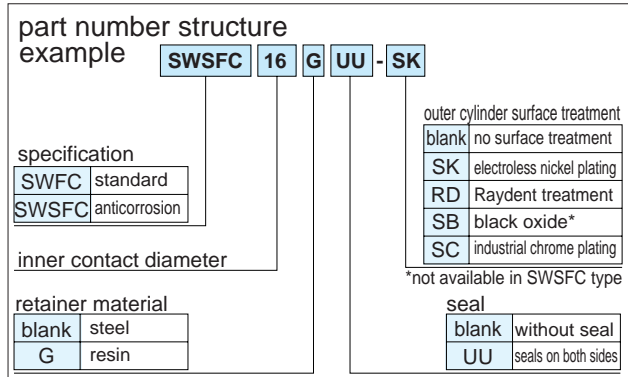 part number structure
example
SWSFC 16 G UU - SK
specification
SWFC standard
SWSFC anticorrosion
inner contact diameter
retainer material
blank steel
G resin
outer cylinder surface treatment
blank no surface treatment
SK electroless nickel plating
RD Raydent treatment
SB black oxide*
SC industrial chrome plating
*not available in SWSFC type
seal
blank without seal
UU seals on both sides